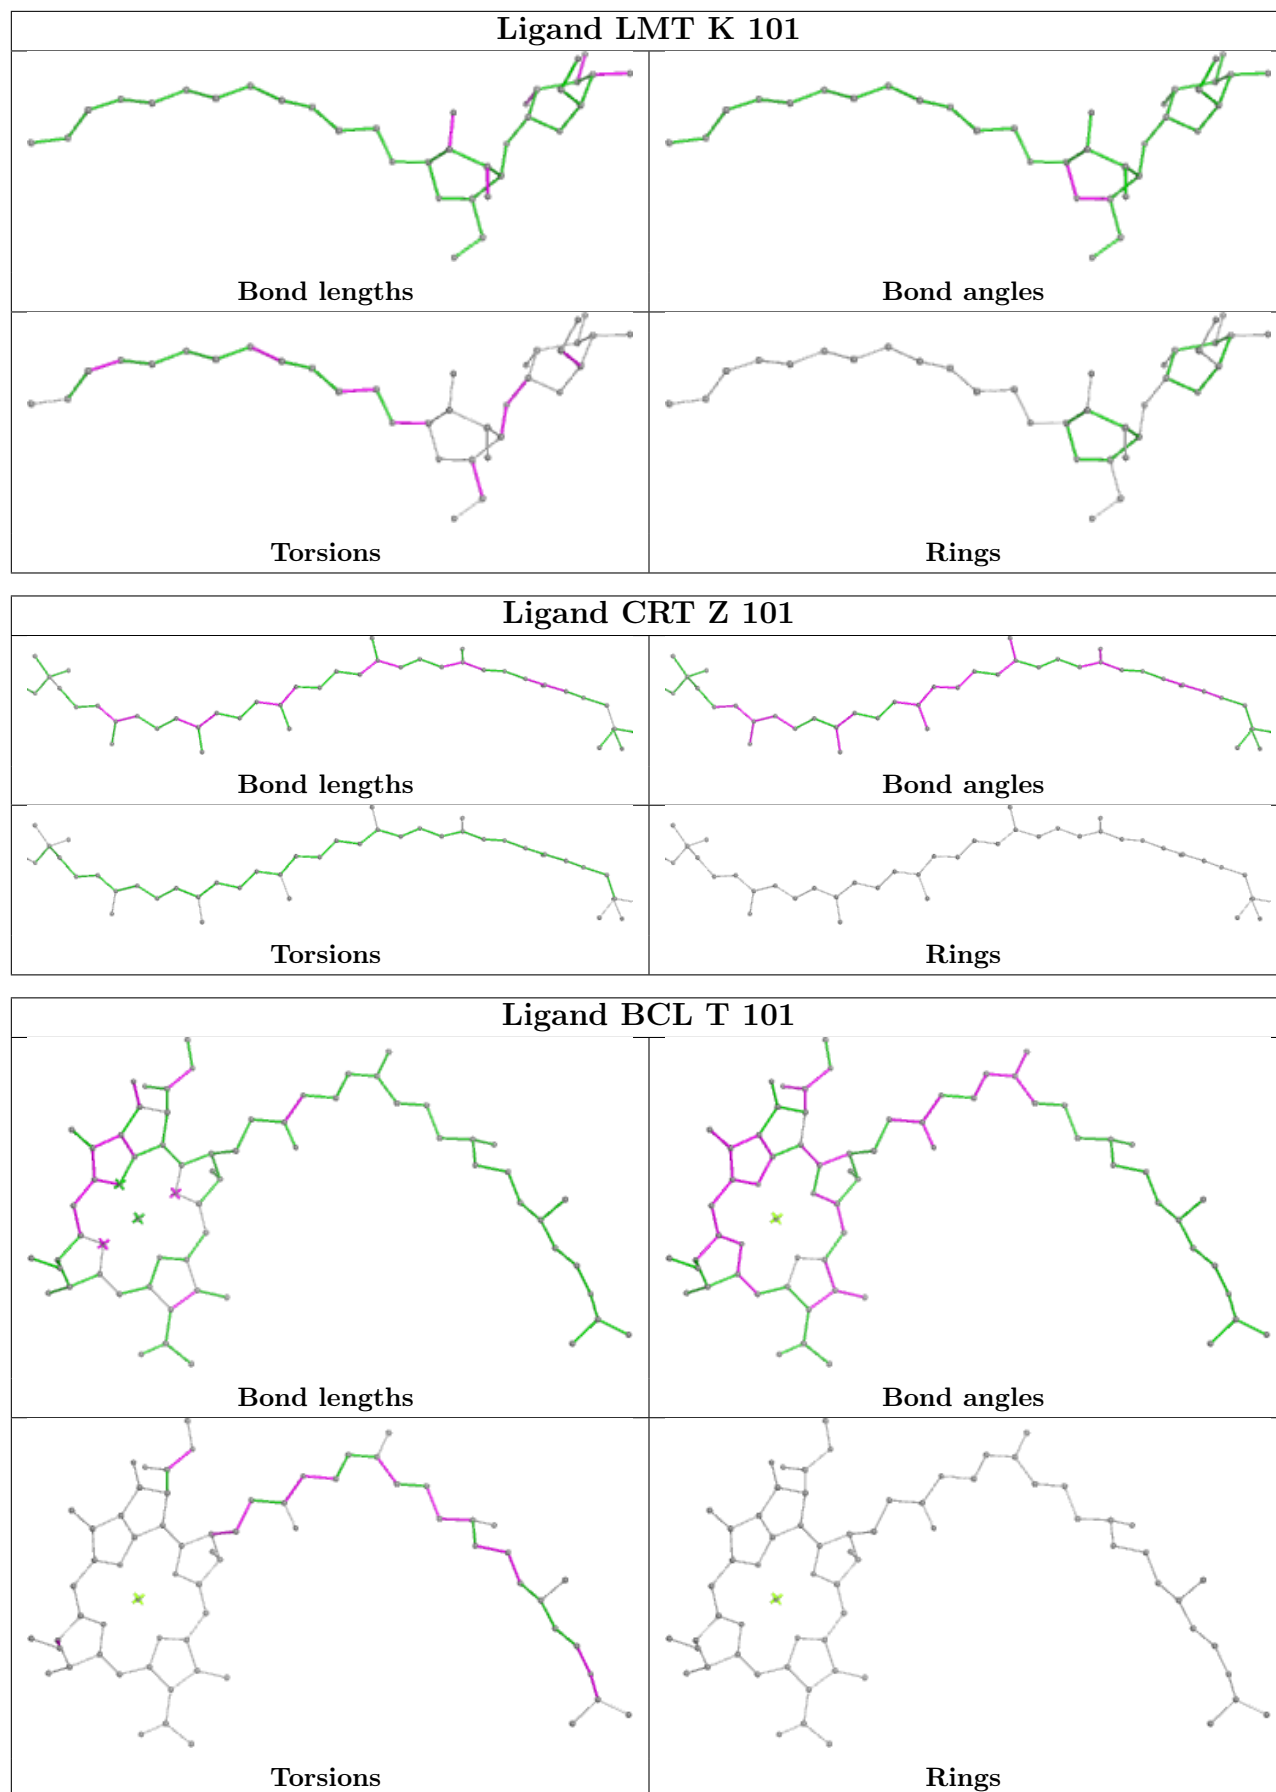 Ligand LMT K 101
Bond lengths
Bond angles
Torsions
Rings
Ligand CRT Z 101
Bond lengths
Bond angles
Torsions
Rings
Ligand BCL T 101
Bond lengths
Bond angles
Torsions
Rings